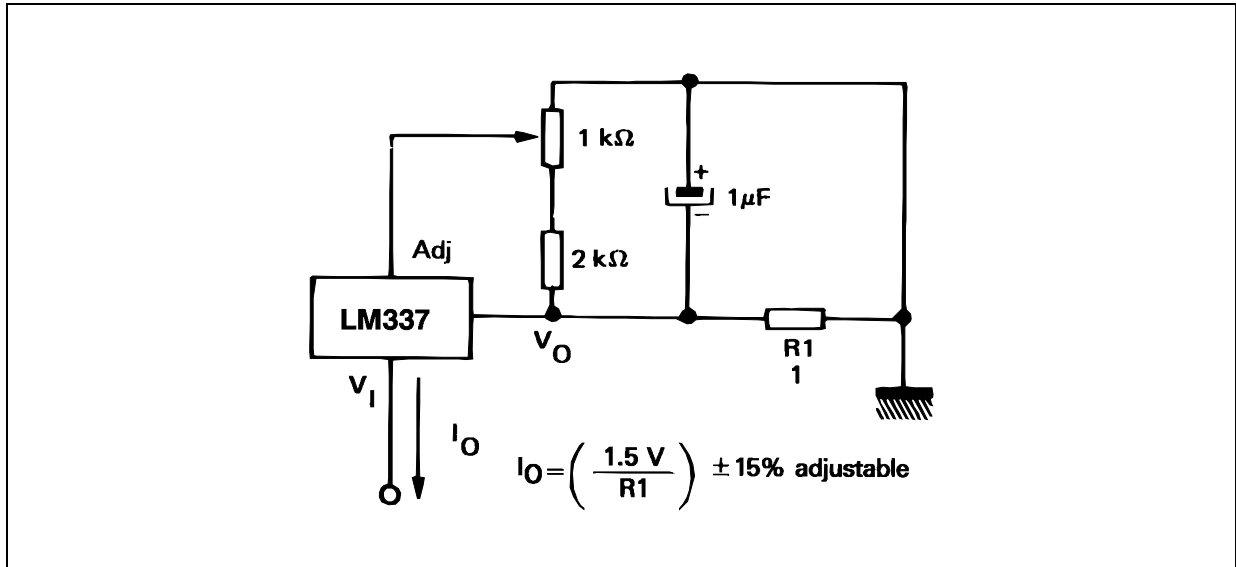 1 kΩ
+
1μF
−
Adj
2 kΩ
LM337
VO
R1
1
VI
IO
IO=(1.5 V/R1) ±15% adjustable